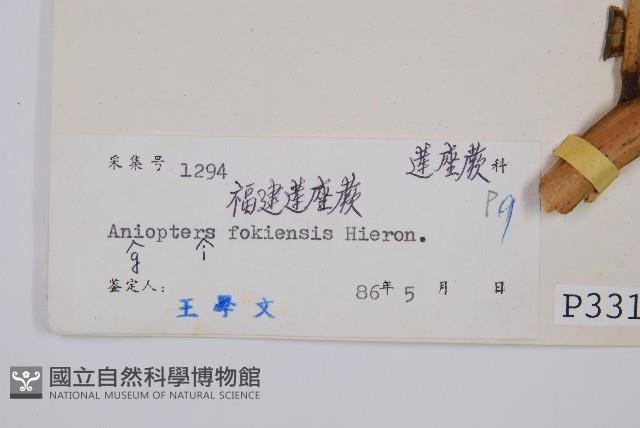 采集号 1294 莲座蕨 科
福建莲座蕨 P9
Aniopters fokiensis Hieron.
g i
鉴定人: 王學文 86年 5 月 日
P331
國立自然科學博物館
NATIONAL MUSEUM OF NATURAL SCIENCE